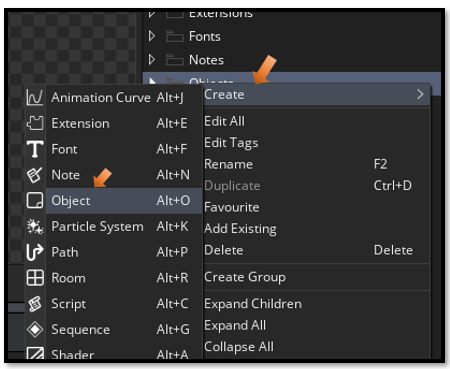 Extensions
Fonts
Notes
Objects
Create
Edit All
Edit Tags
Rename F2
Duplicate Ctrl+D
Favourite
Add Existing
Delete Delete
Create Group
Expand Children
Expand All
Collapse All
Animation Curve Alt+J
Extension Alt+E
Font Alt+F
Note Alt+N
Object Alt+O
Particle System Alt+K
Path Alt+P
Room Alt+R
Script Alt+C
Sequence Alt+G
Shader Alt+A